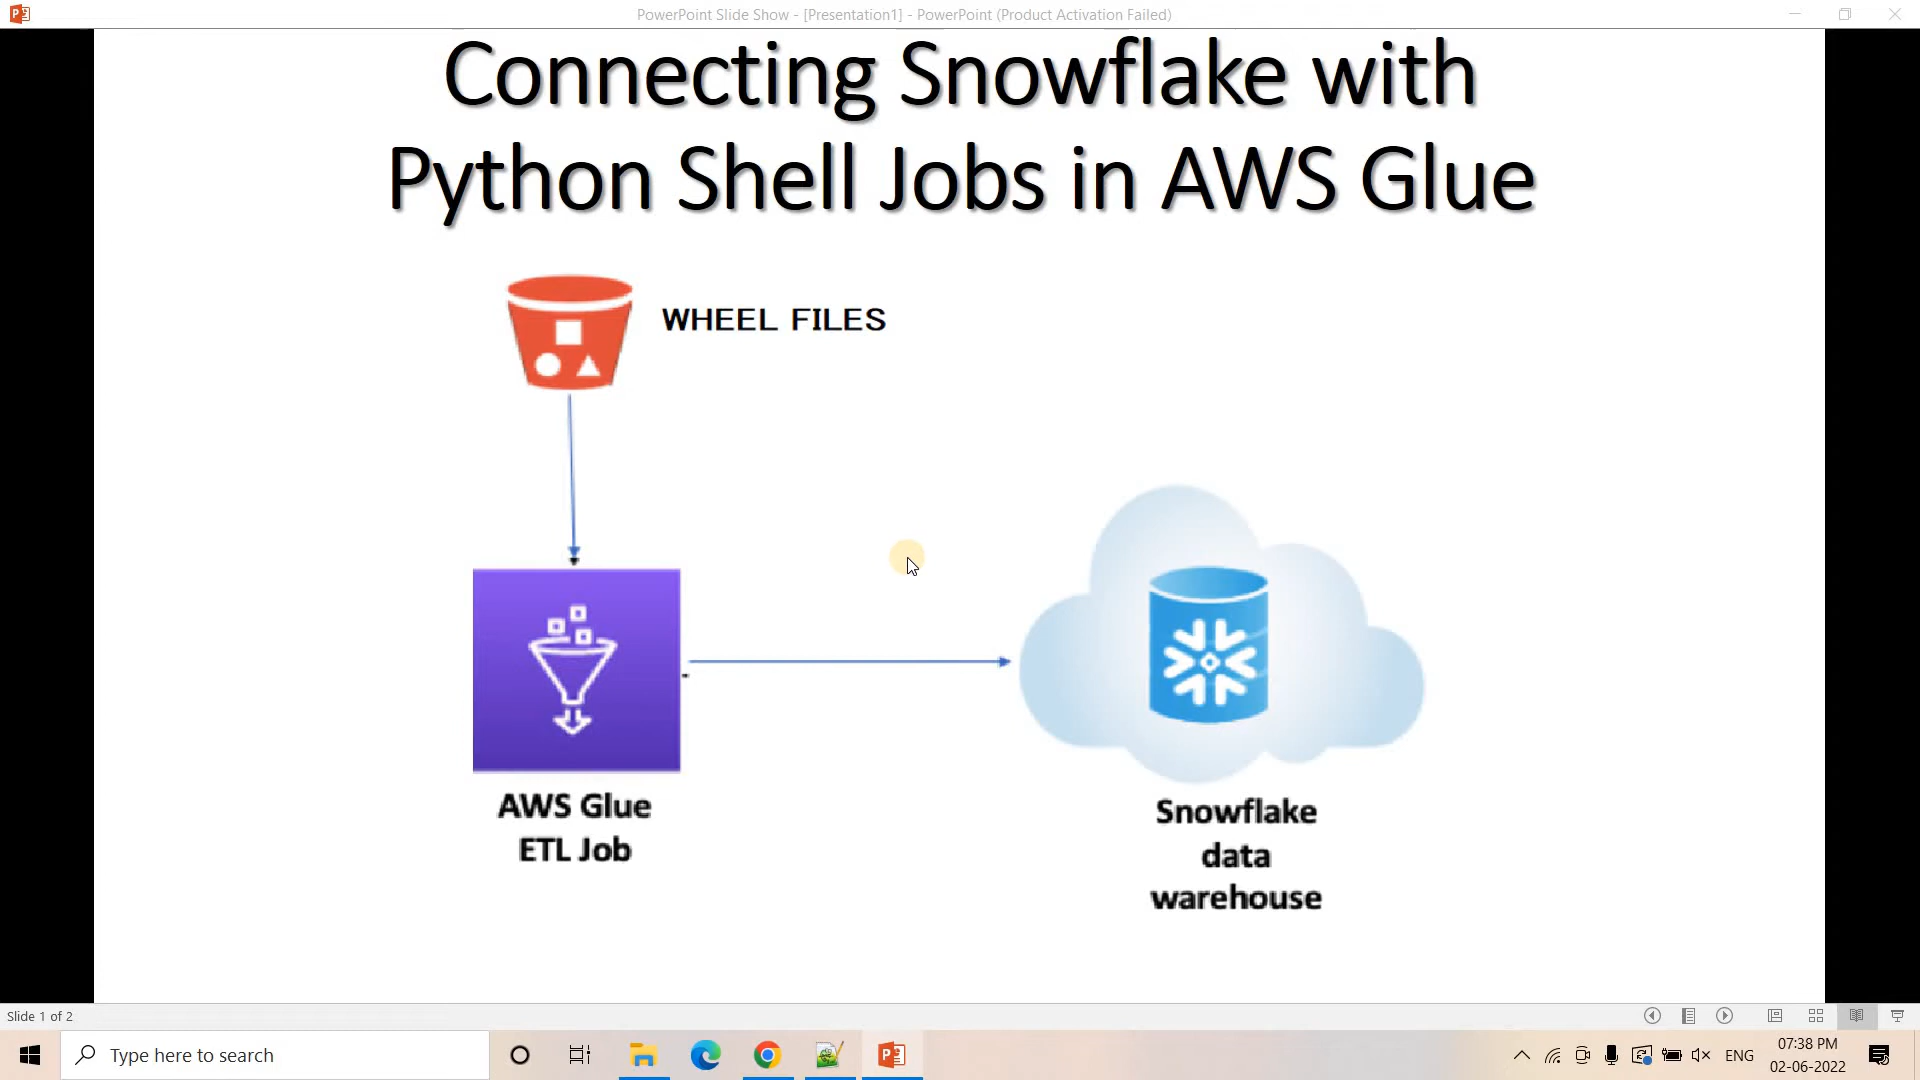 PowerPoint Slide Show - [Presentation1] - PowerPoint (Product Activation Failed)
Connecting Snowflake with
Python Shell Jobs in AWS Glue
WHEEL FILES
AWS Glue
ETL Job
Snowflake
data
warehouse
Slide 1 of 2
Type here to search
ENG
07:38 PM
02-06-2022